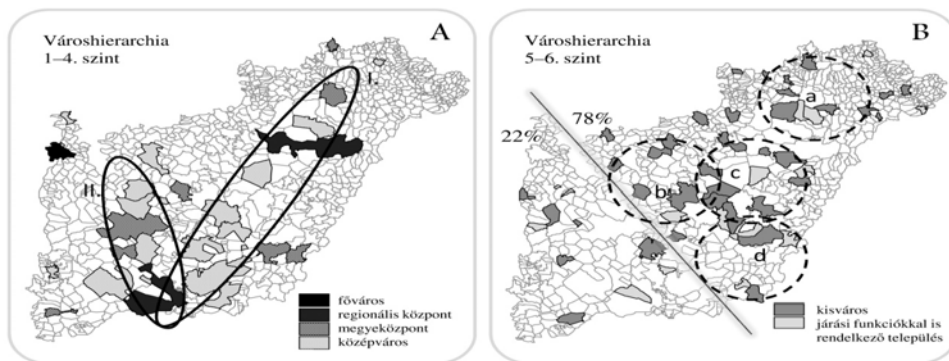 A
Városhierarchia
1–4. szint
I.
II.
főváros
regionális központ
megyeközpont
középváros
B
Városhierarchia
5–6. szint
a
78%
22%
c
b
d
kisváros
járási funkciókkal is
rendelkező település